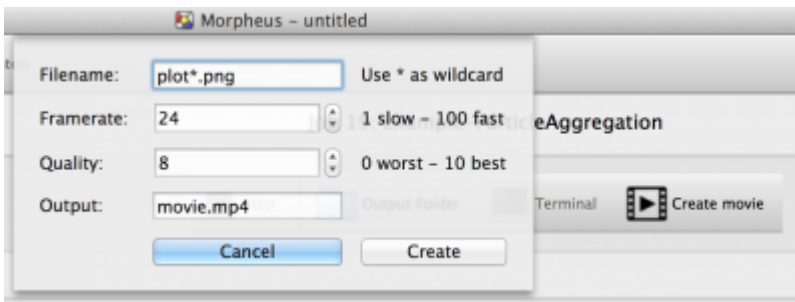 Morpheus – untitled
Filename: plot*.png Use * as wildcard
Framerate: 24 1 slow – 100 fast
eAggregation
Quality: 8 0 worst – 10 best
Output: movie.mp4
Output Folder Terminal Create movie
Cancel Create